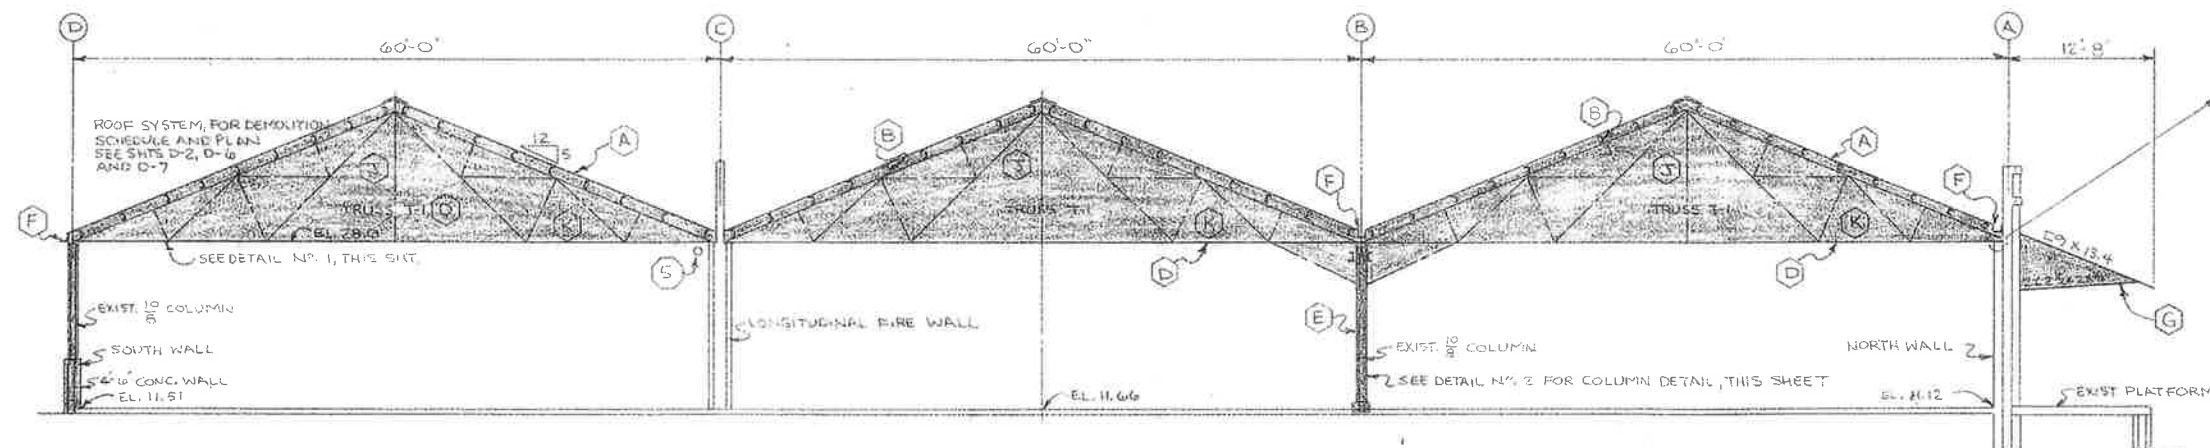 D
C
B
A
60'-0"
60'-0"
60'-0"
12'-8"
ROOF SYSTEM, FOR DEMOLITION
SCHEDULE AND PLAN
SEE SHTS D-2, D-6
AND D-7
12
5
A
B
B
A
J
J
J
F
F
F
TRUSS T-1
TRUSS T-1
TRUSS T-1
K
K
K
EL. 28.0
SEE DETAIL Nº 1, THIS SHT.
S
D
D
I 9 X 13.4
G
EXIST. 10/8 COLUMN
LONGITUDINAL FIRE WALL
E
SOUTH WALL
EXIST. 10/8 COLUMN
NORTH WALL
CONC. WALL
SEE DETAIL Nº 2 FOR COLUMN DETAIL, THIS SHEET
EL. 11.51
EL. 11.66
EL. 11.12
EXIST PLATFORM